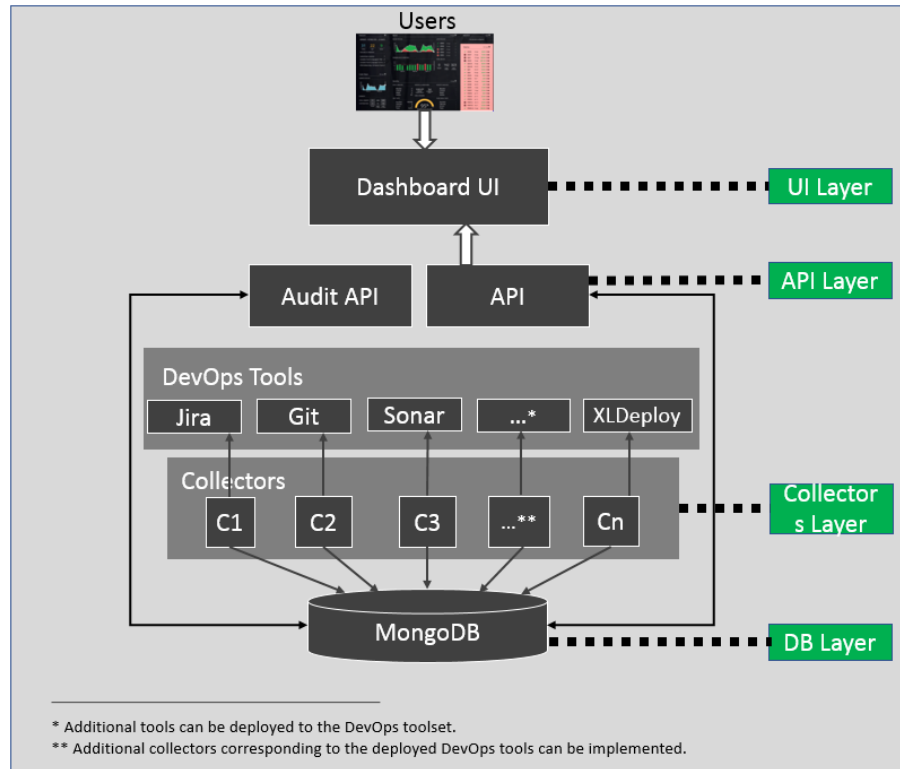 Users
Dashboard UI
UI Layer
Audit API
API
API Layer
DevOps Tools
Jira
Git
Sonar
...*
XLDeploy
Collectors
C1
C2
C3
...**
Cn
Collector
s Layer
MongoDB
DB Layer
* Additional tools can be deployed to the DevOps toolset.
** Additional collectors corresponding to the deployed DevOps tools can be implemented.